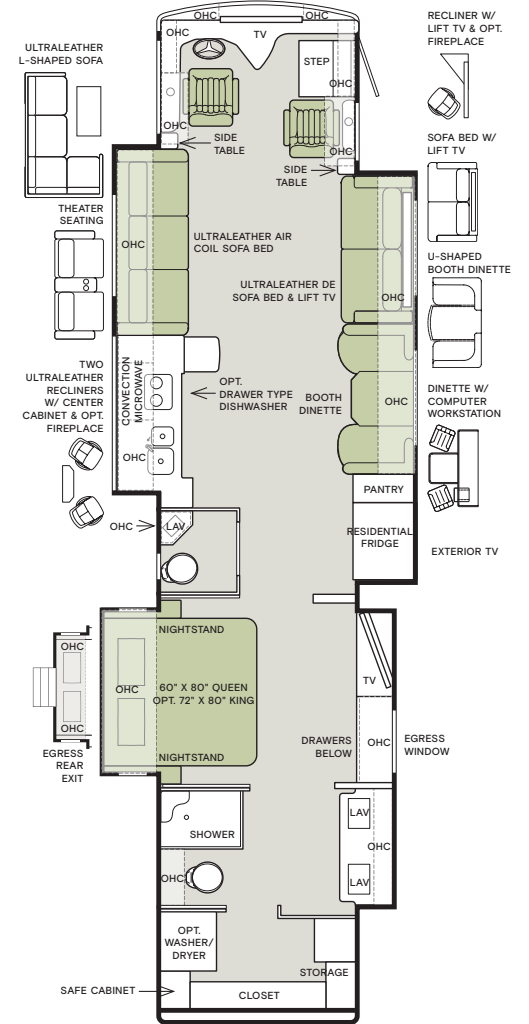 OHC
OHC
OHC
TV
STEP
OHC
OHC
OHC
SIDE
TABLE
SIDE
TABLE
RECLINER W/
LIFT TV & OPT.
FIREPLACE
ULTRALEATHER
L-SHAPED SOFA
SOFA BED W/
LIFT TV
THEATER
SEATING
OHC
ULTRALEATHER AIR
COIL SOFA BED
U-SHAPED
BOOTH DINETTE
ULTRALEATHER DE
SOFA BED & LIFT TV
OHC
TWO
ULTRALEATHER
RECLINERS
W/ CENTER
CABINET & OPT.
FIREPLACE
CONVECTION
MICROWAVE
OPT.
DRAWER TYPE
DISHWASHER
BOOTH
DINETTE
OHC
DINETTE W/
COMPUTER
WORKSTATION
OHC
PANTRY
OHC
LAV
RESIDENTIAL
FRIDGE
EXTERIOR TV
NIGHTSTAND
OHC
60" X 80" QUEEN
OPT. 72" X 80" KING
NIGHTSTAND
OHC
OHC
EGRESS
REAR
EXIT
TV
DRAWERS
BELOW
OHC
EGRESS
WINDOW
SHOWER
LAV
OHC
LAV
OHC
OPT.
WASHER/
DRYER
STORAGE
SAFE CABINET
CLOSET